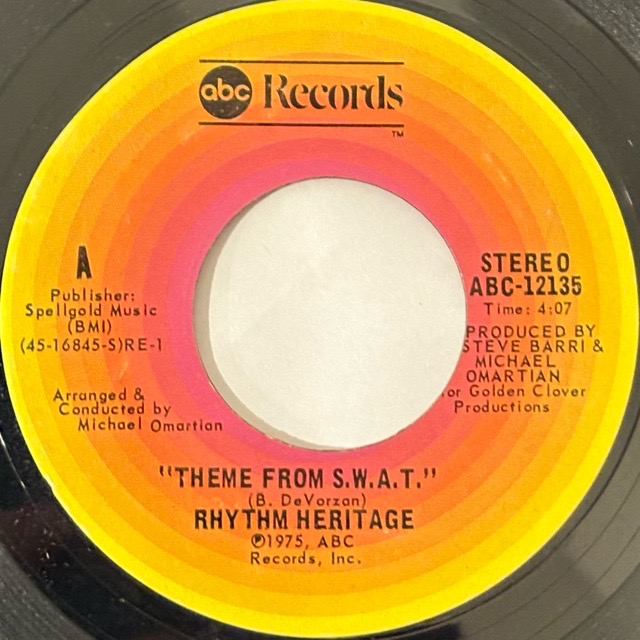 abc Records
TM
A
Publisher:
Spellgold Music
(BMI)
(45-16845-S)RE-1
Arranged &
Conducted by
Michael Omartian
STEREO
ABC-12135
Time: 4:07
PRODUCED BY
STEVE BARRI &
MICHAEL
OMARTIAN
for Golden Clover
Productions
"THEME FROM S.W.A.T."
(B. DeVorzan)
RHYTHM HERITAGE
℗1975, ABC
Records, Inc.